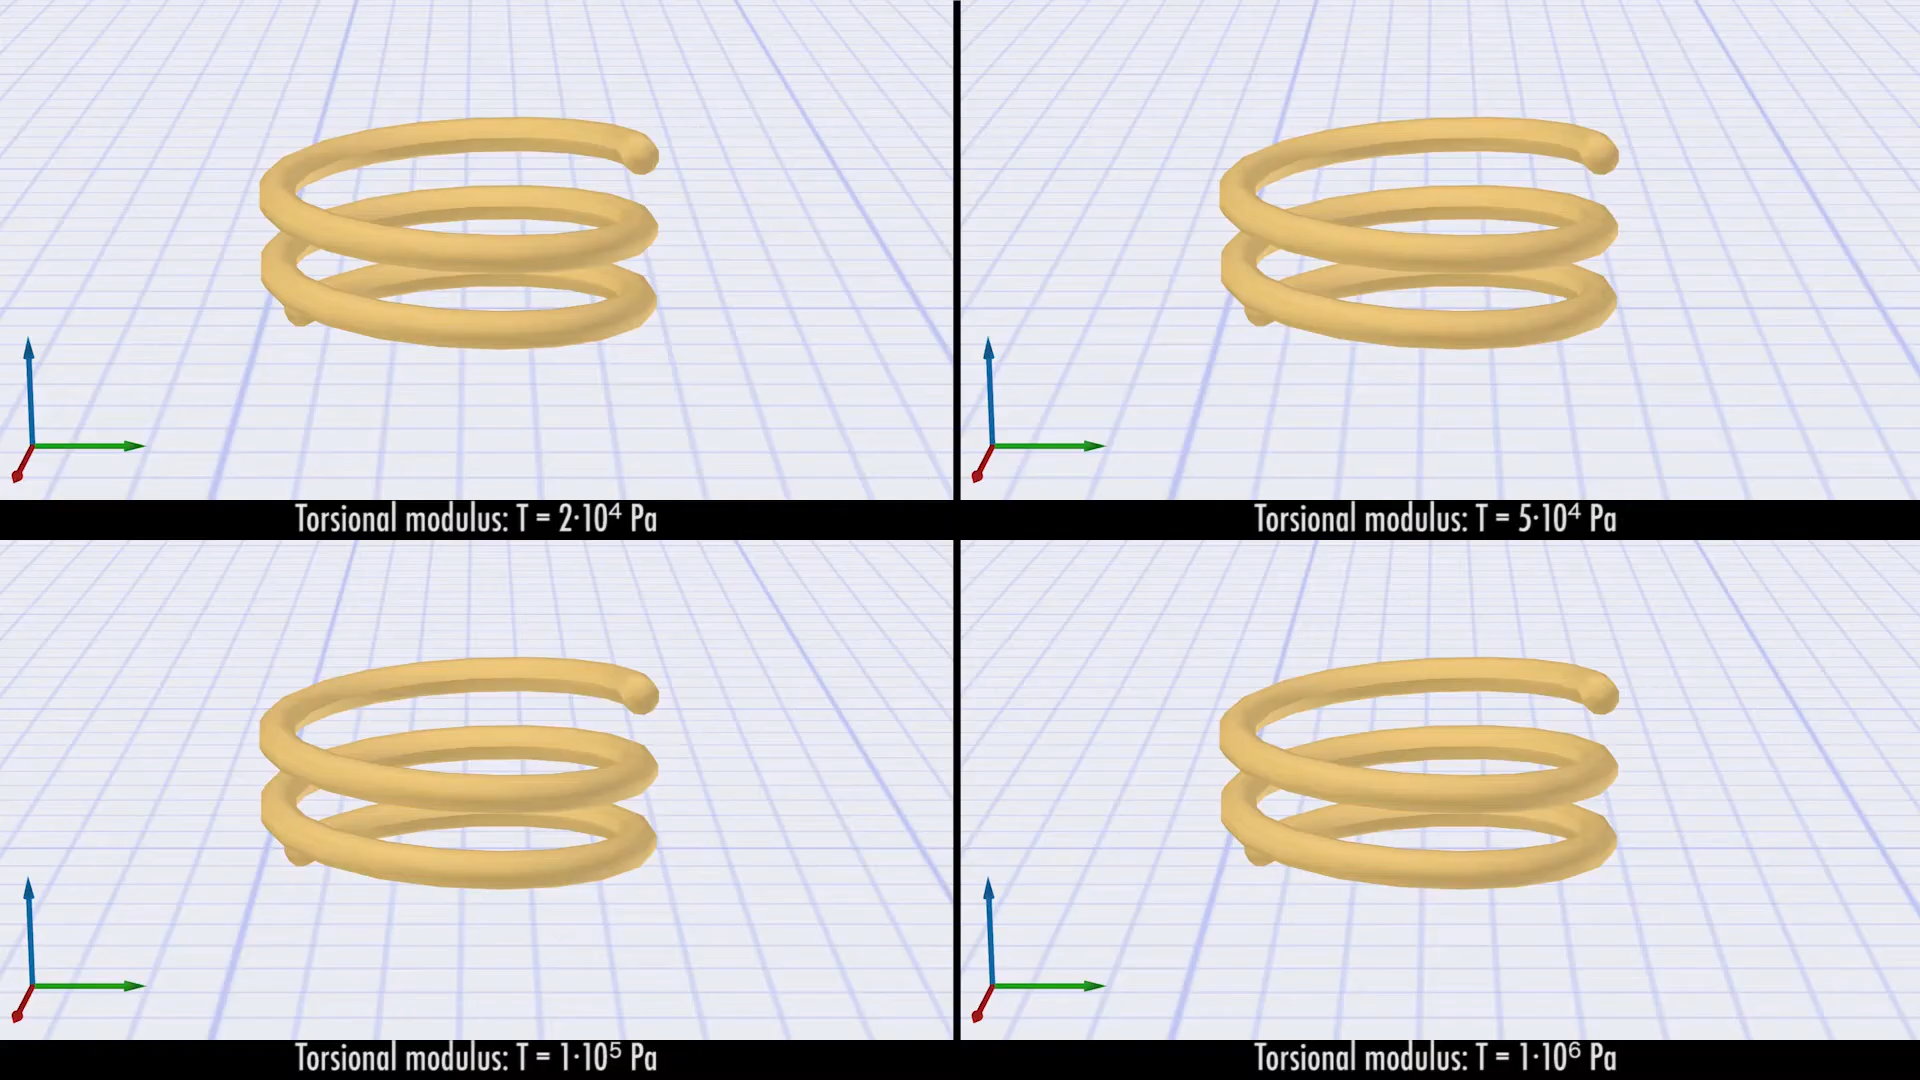 Torsional modulus: T = 2·10⁴ Pa
Torsional modulus: T = 5·10⁴ Pa
Torsional modulus: T = 1·10⁵ Pa
Torsional modulus: T = 1·10⁶ Pa